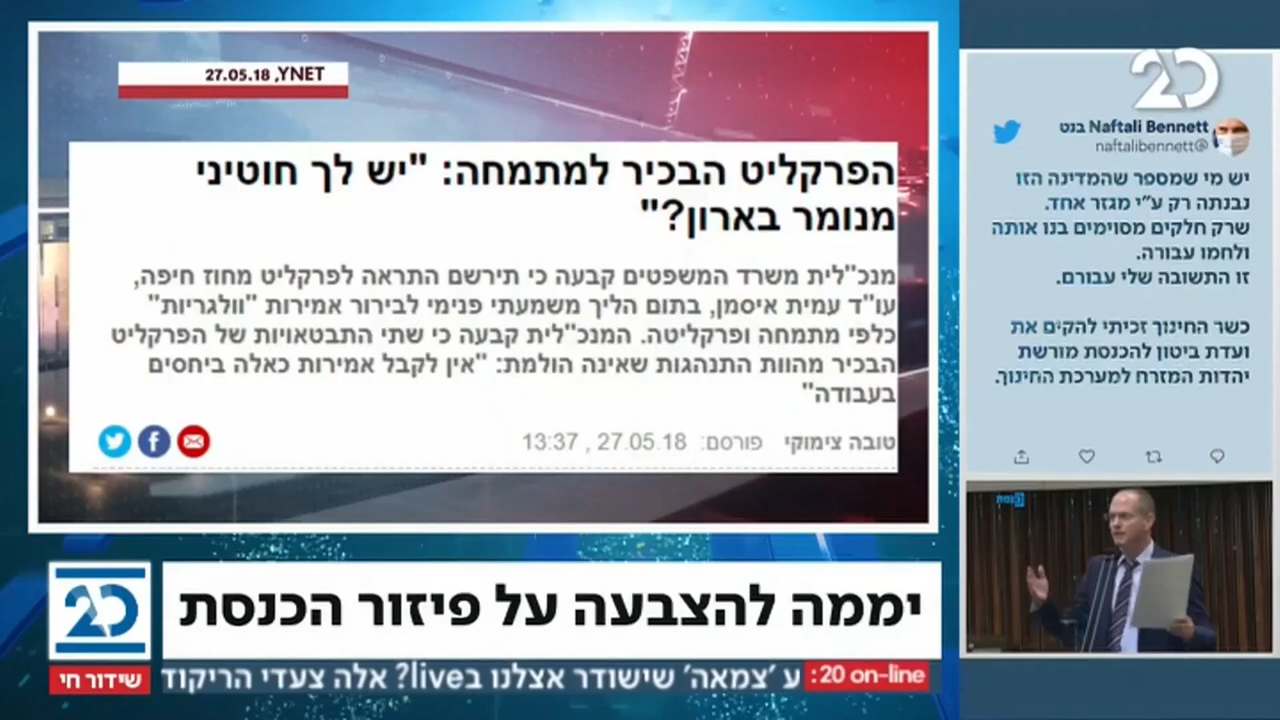 27.05.18 ,YNET
הפרקליט הבכיר למתמחה: "יש לך חוטיני
מנומר בארון?"
מנכ"לית משרד המשפטים קבעה כי תירשם התראה לפרקליט מחוז חיפה,
עו"ד עמית איסמן, בתום הליך משמעתי פנימי לבירור אמירות "וולגריות"
כלפי מתמחה ופרקליטה. המנכ"לית קבעה כי שתי התבטאויות של הפרקליט
הבכיר מהוות התנהגות שאינה הולמת: "אין לקבל אמירות כאלה ביחסים
בעבודה"
טובה צימוקי פורסם: 27.05.18 , 13:37
20
Naftali Bennett בנט
@naftalibennett
יש מי שמספר שהמדינה הזו
נבנתה רק ע"י מגזר אחד.
שרק חלקים מסוימים בנו אותה
ולחמו עבורה.
זו התשובה שלי עבורם.
כשר החינוך זכיתי להקים את
ועדת ביטון להכנסת מורשת
יהדות המזרח למערכת החינוך.
כנסת
20
יממה להצבעה על פיזור הכנסת
שידור חי
20 on-line:
ע 'צמאה' שישודר אצלנו בlive? אלה צעדי הריקוד